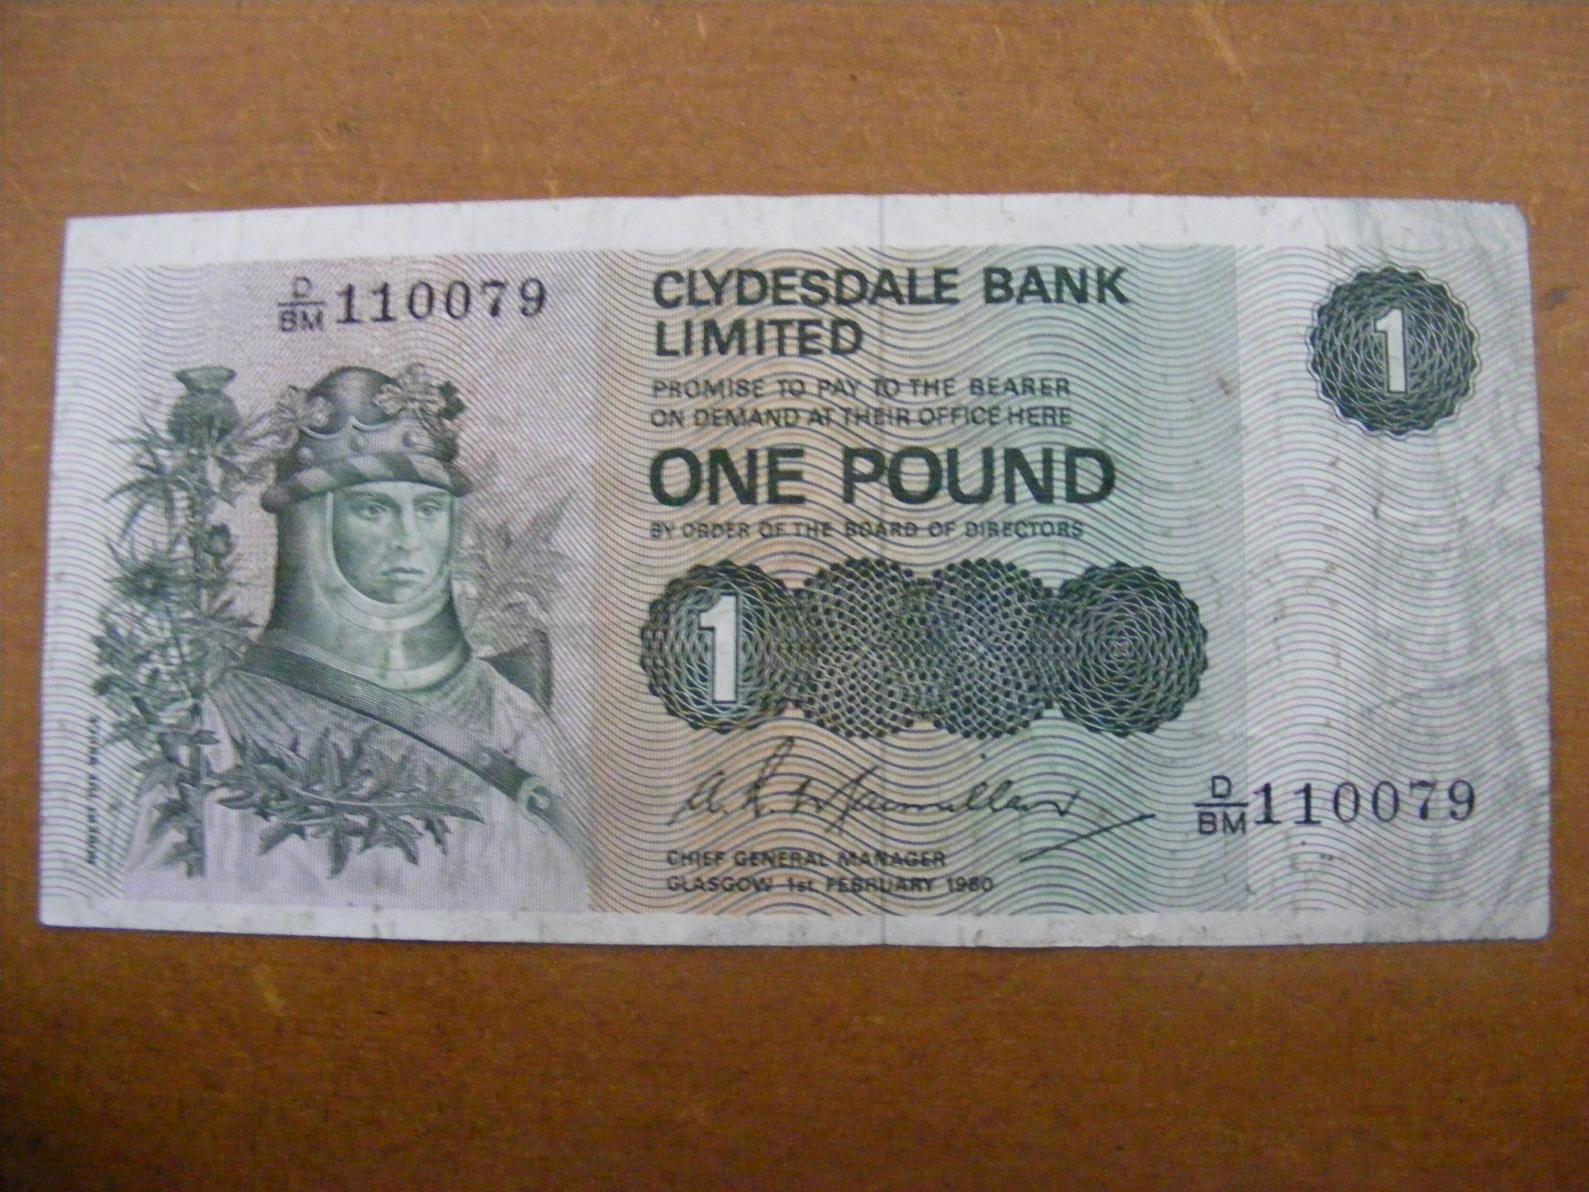 D/BM 110079
CLYDESDALE BANK
LIMITED
PROMISE TO PAY TO THE BEARER
ON DEMAND AT THEIR OFFICE HERE
ONE POUND
BY ORDER OF THE BOARD OF DIRECTORS
1
1
D/BM 110079
CHIEF GENERAL MANAGER
GLASGOW 1st. FEBRUARY 1980